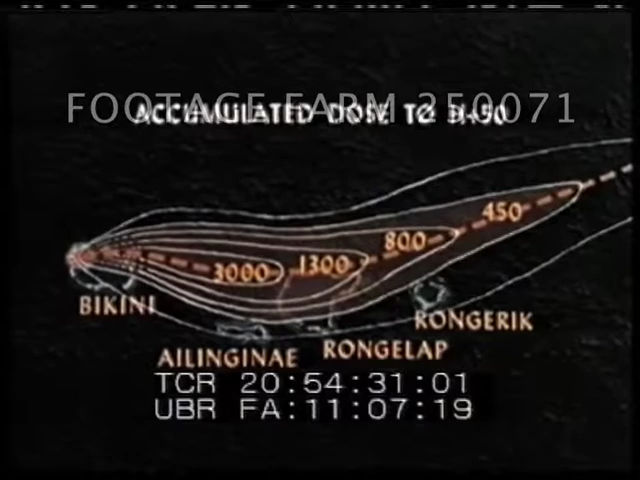 FOOTAGE FARM 250071
ACCUMULATED DOSE TO H+50
450
800
1300
3000
BIKINI
RONGERIK
RONGELAP
AILINGINAE
TCR 20:54:31:01
UBR FA:11:07:19